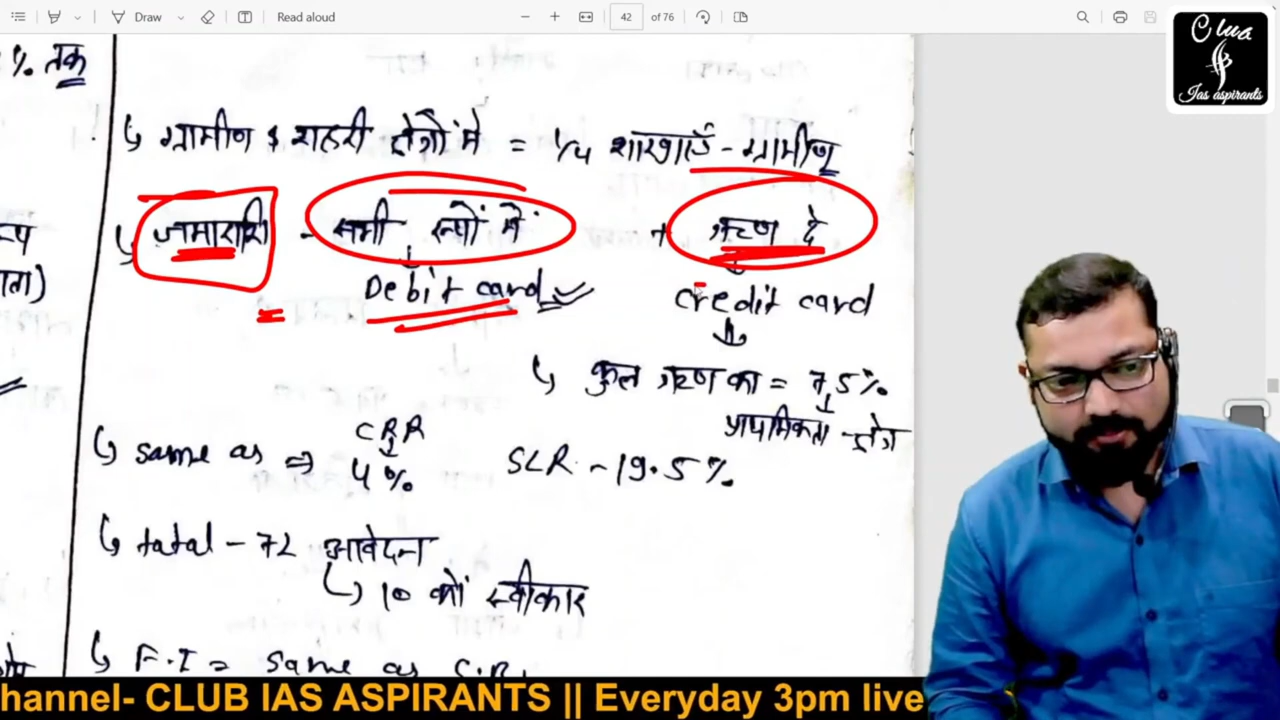 Draw
Read aloud
42 of 76
Club
Ias aspirants
% तक
↳ ग्रामीण & शहरी क्षेत्रों में = 1/4 शाखाएँ - ग्रामीण
↳ जमाराशि - सभी रूपों में + ऋण दे
Debit card credit card
↳ कुल ऋण का = 75%
प्राथमिकता - क्षेत्र
CRR
↳ same as ⇒ 4% SLR - 19.5%
↳ total - 72 आवेदन
↳ 10 को स्वीकार
↳ F.I = same as C.B.
hannel- CLUB IAS ASPIRANTS || Everyday 3pm live